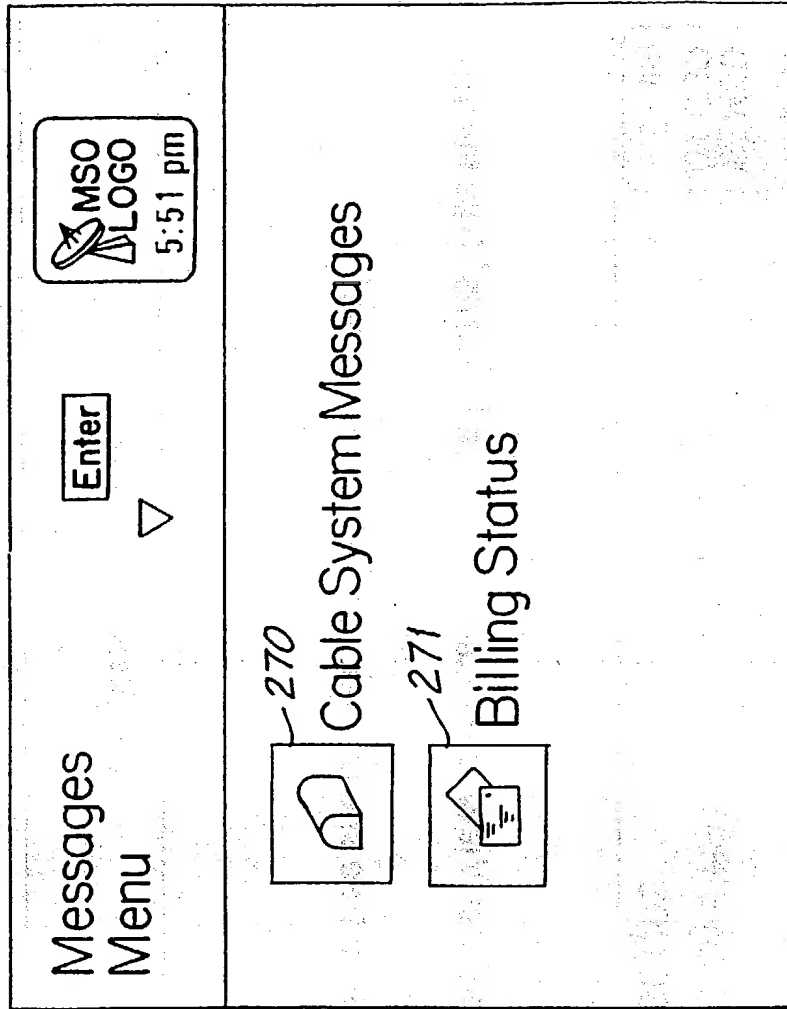 Messages
Menu
Enter
MSO
LOGO
5:51 pm
270
Cable System Messages
271
Billing Status